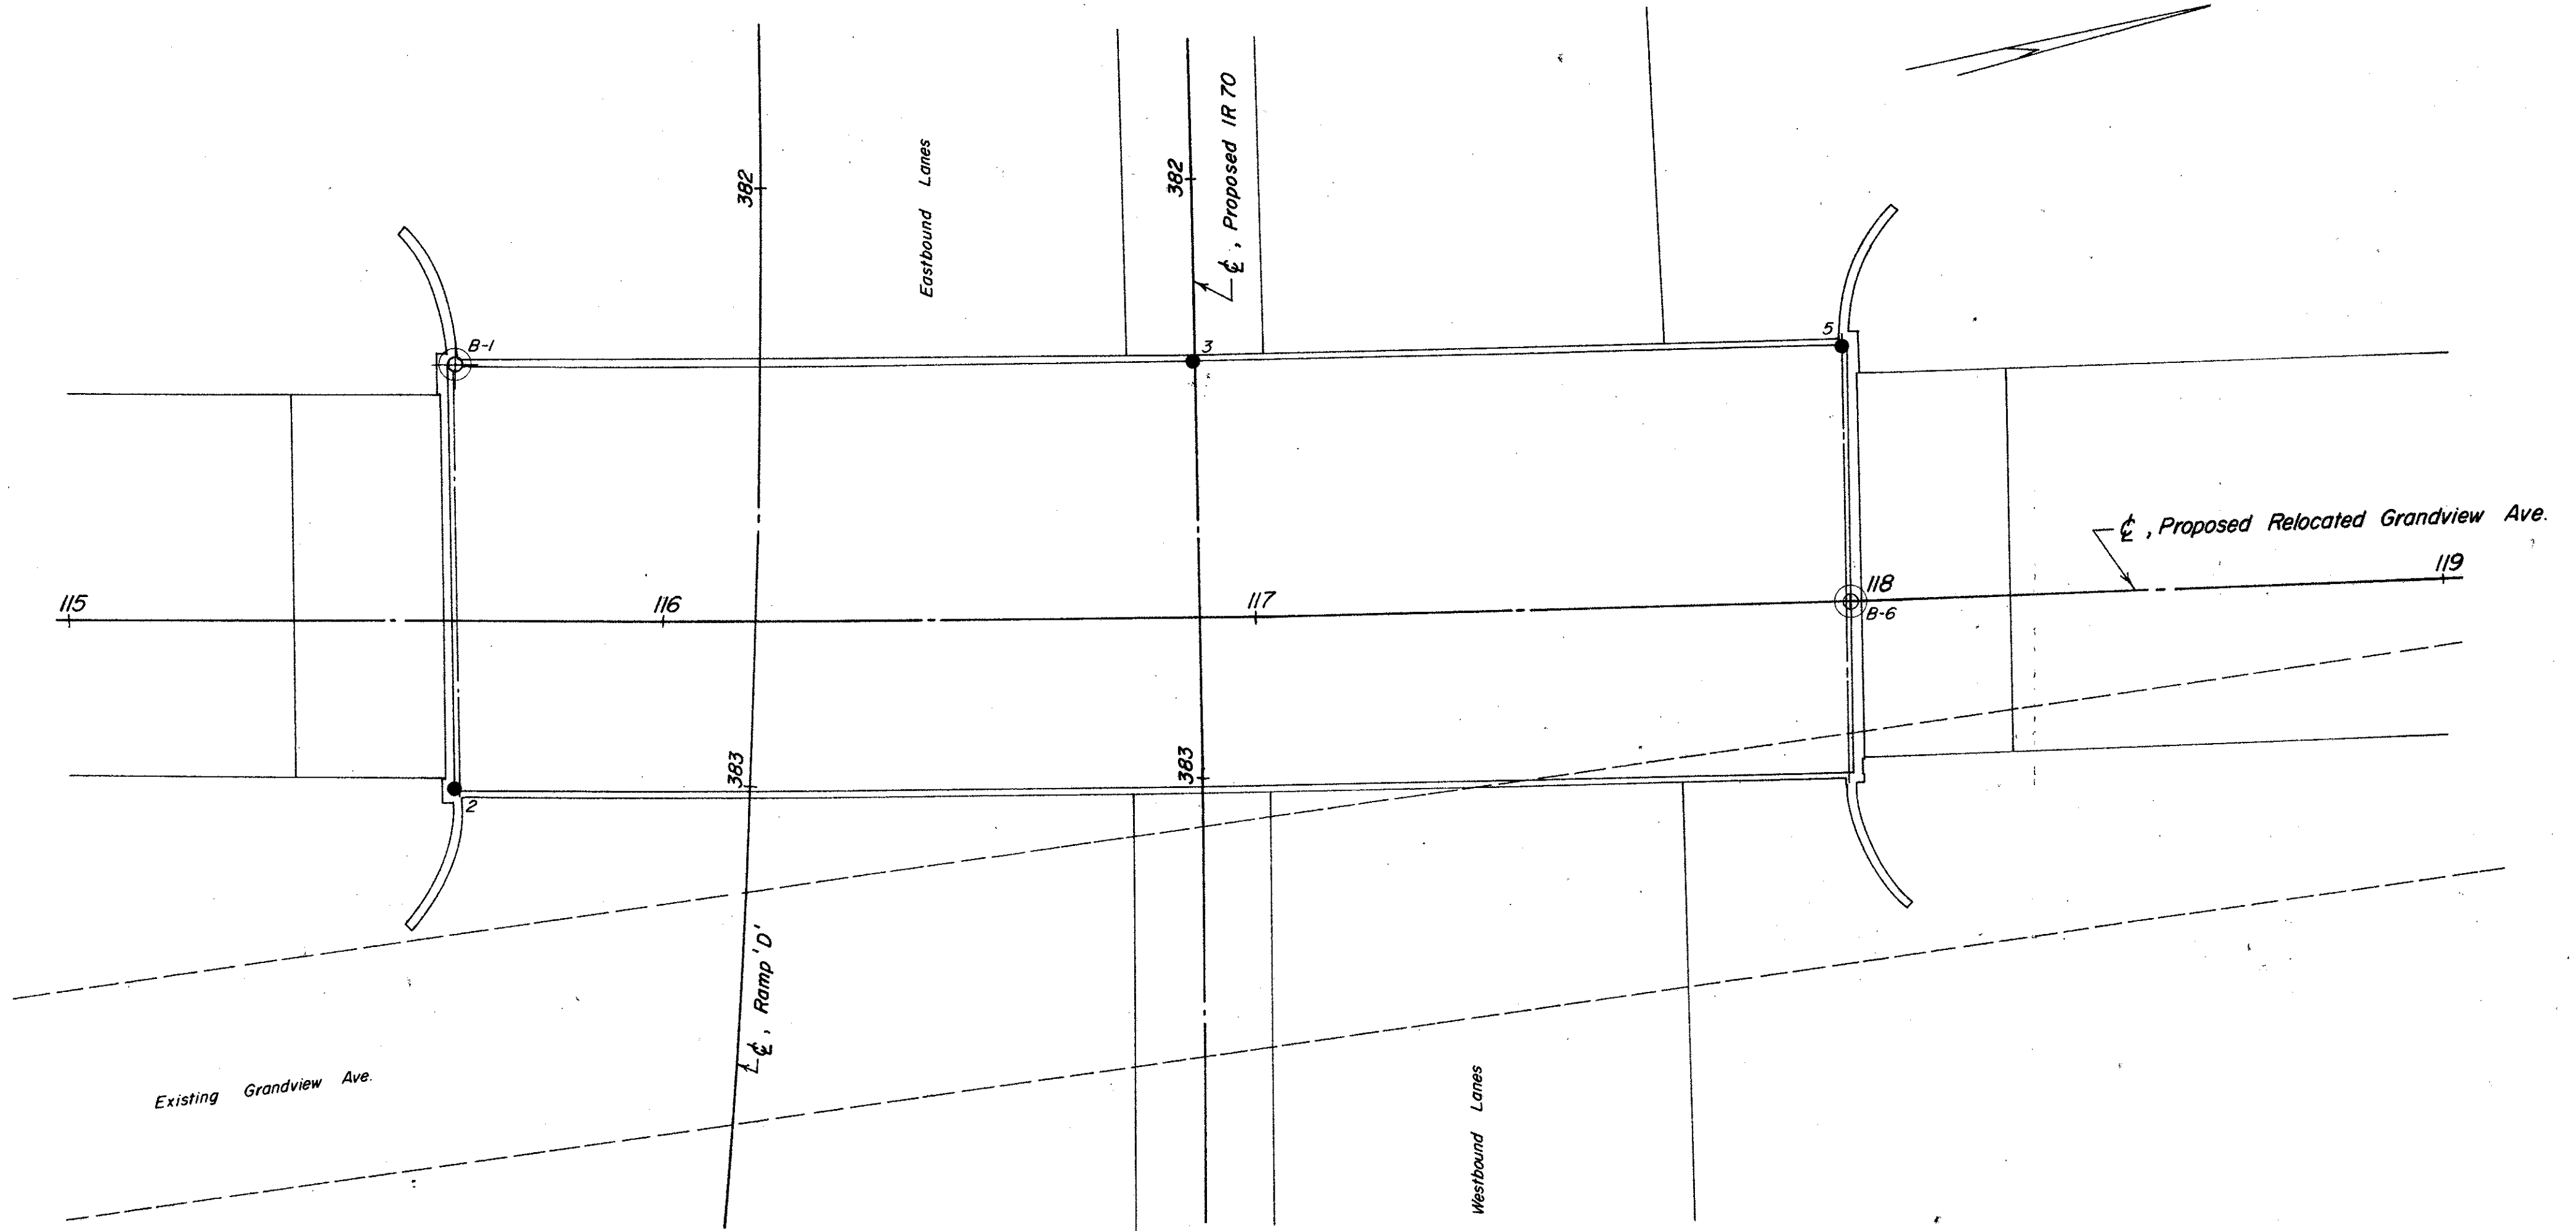 382
Eastbound Lanes
382
℄, Proposed IR 70
B-1
3
5
℄, Proposed Relocated Grandview Ave.
115
116
117
118
B-6
119
383
383
2
℄, Ramp 'D'
Existing Grandview Ave.
Westbound Lanes